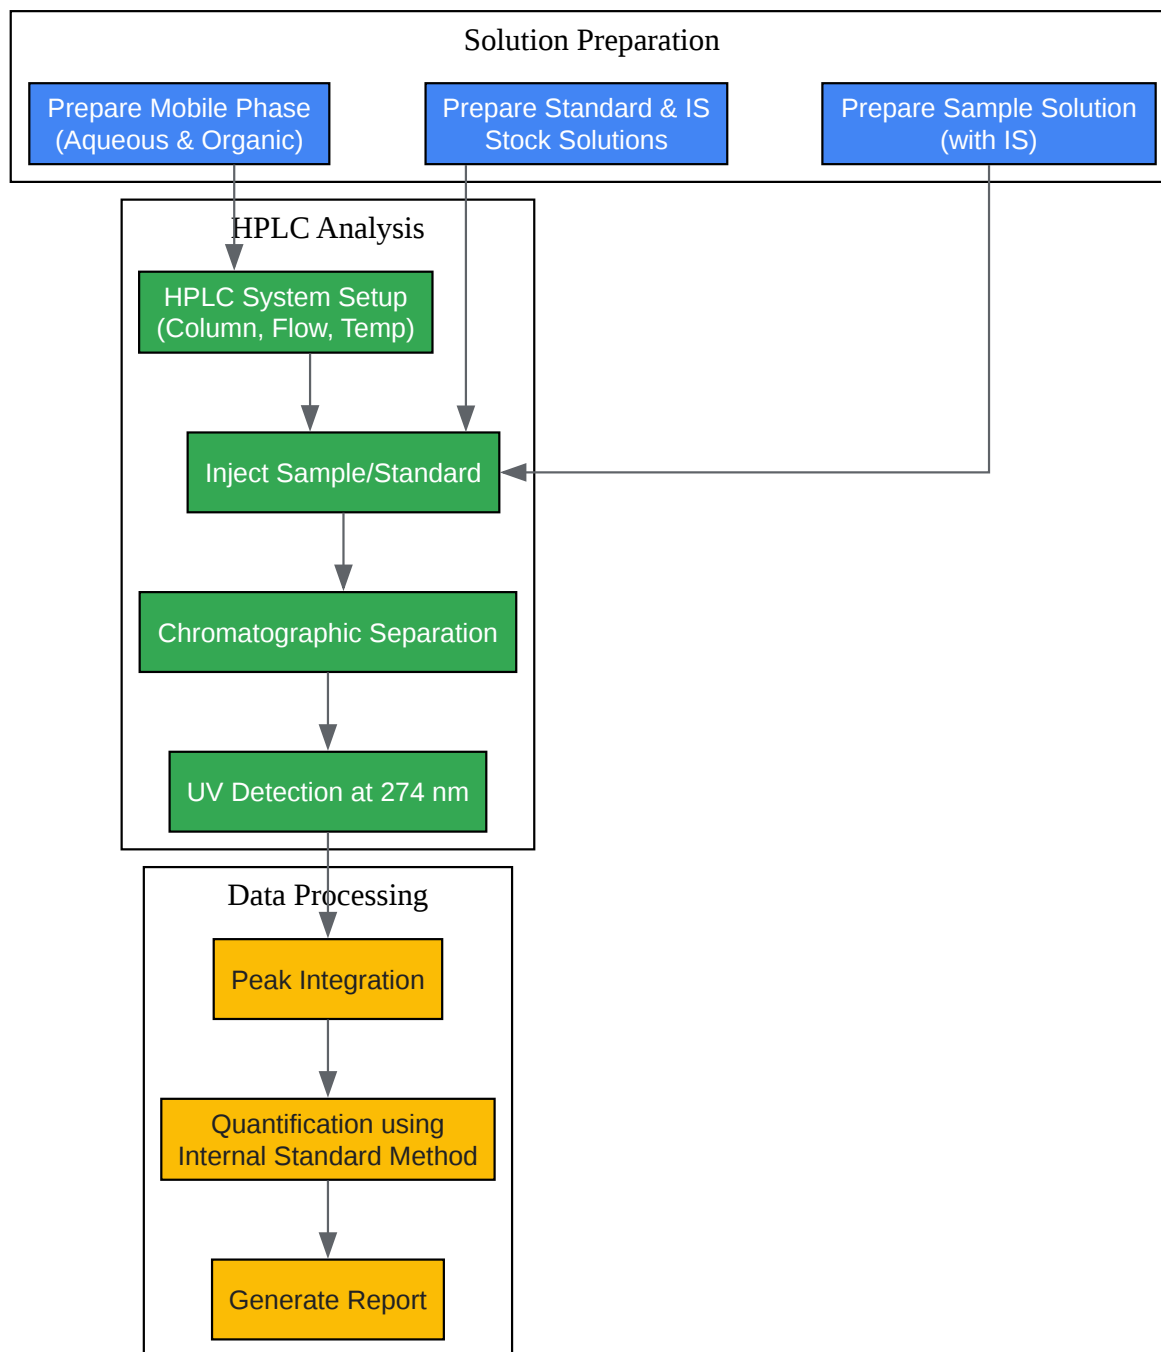 Solution Preparation
Prepare Mobile Phase
(Aqueous & Organic)
Prepare Standard & IS
Stock Solutions
Prepare Sample Solution
(with IS)
HPLC Analysis
HPLC System Setup
(Column, Flow, Temp)
Inject Sample/Standard
Chromatographic Separation
UV Detection at 274 nm
Data Processing
Peak Integration
Quantification using
Internal Standard Method
Generate Report